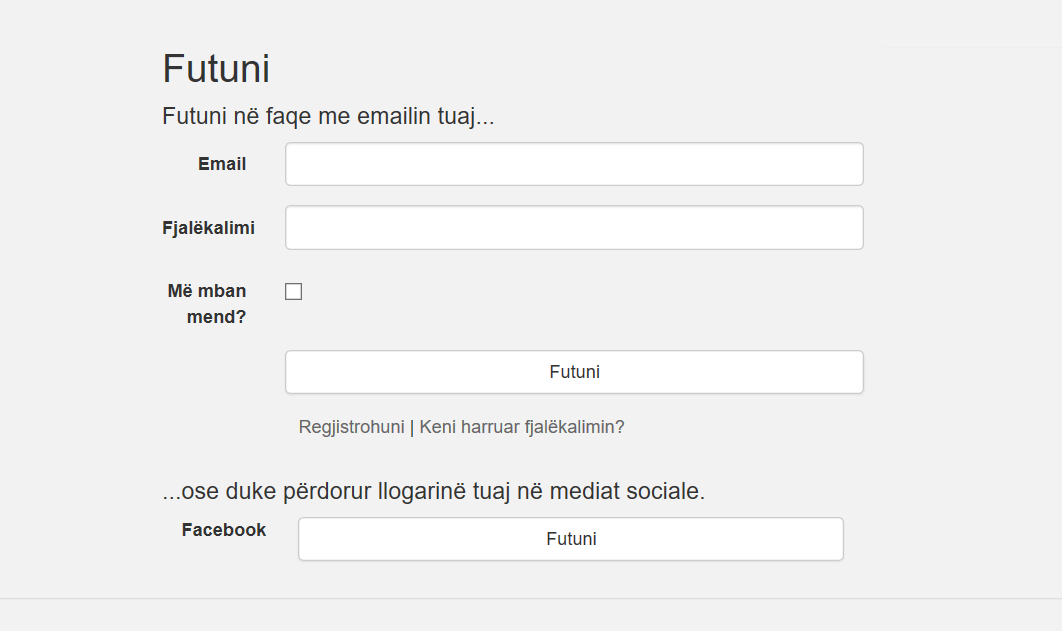 Futuni
Futuni në faqe me emailin tuaj...
Email
Fjalëkalimi
Më mban
mend?
Futuni
Regjistrohuni | Keni harruar fjalëkalimin?
...ose duke përdorur llogarinë tuaj në mediat sociale.
Facebook
Futuni